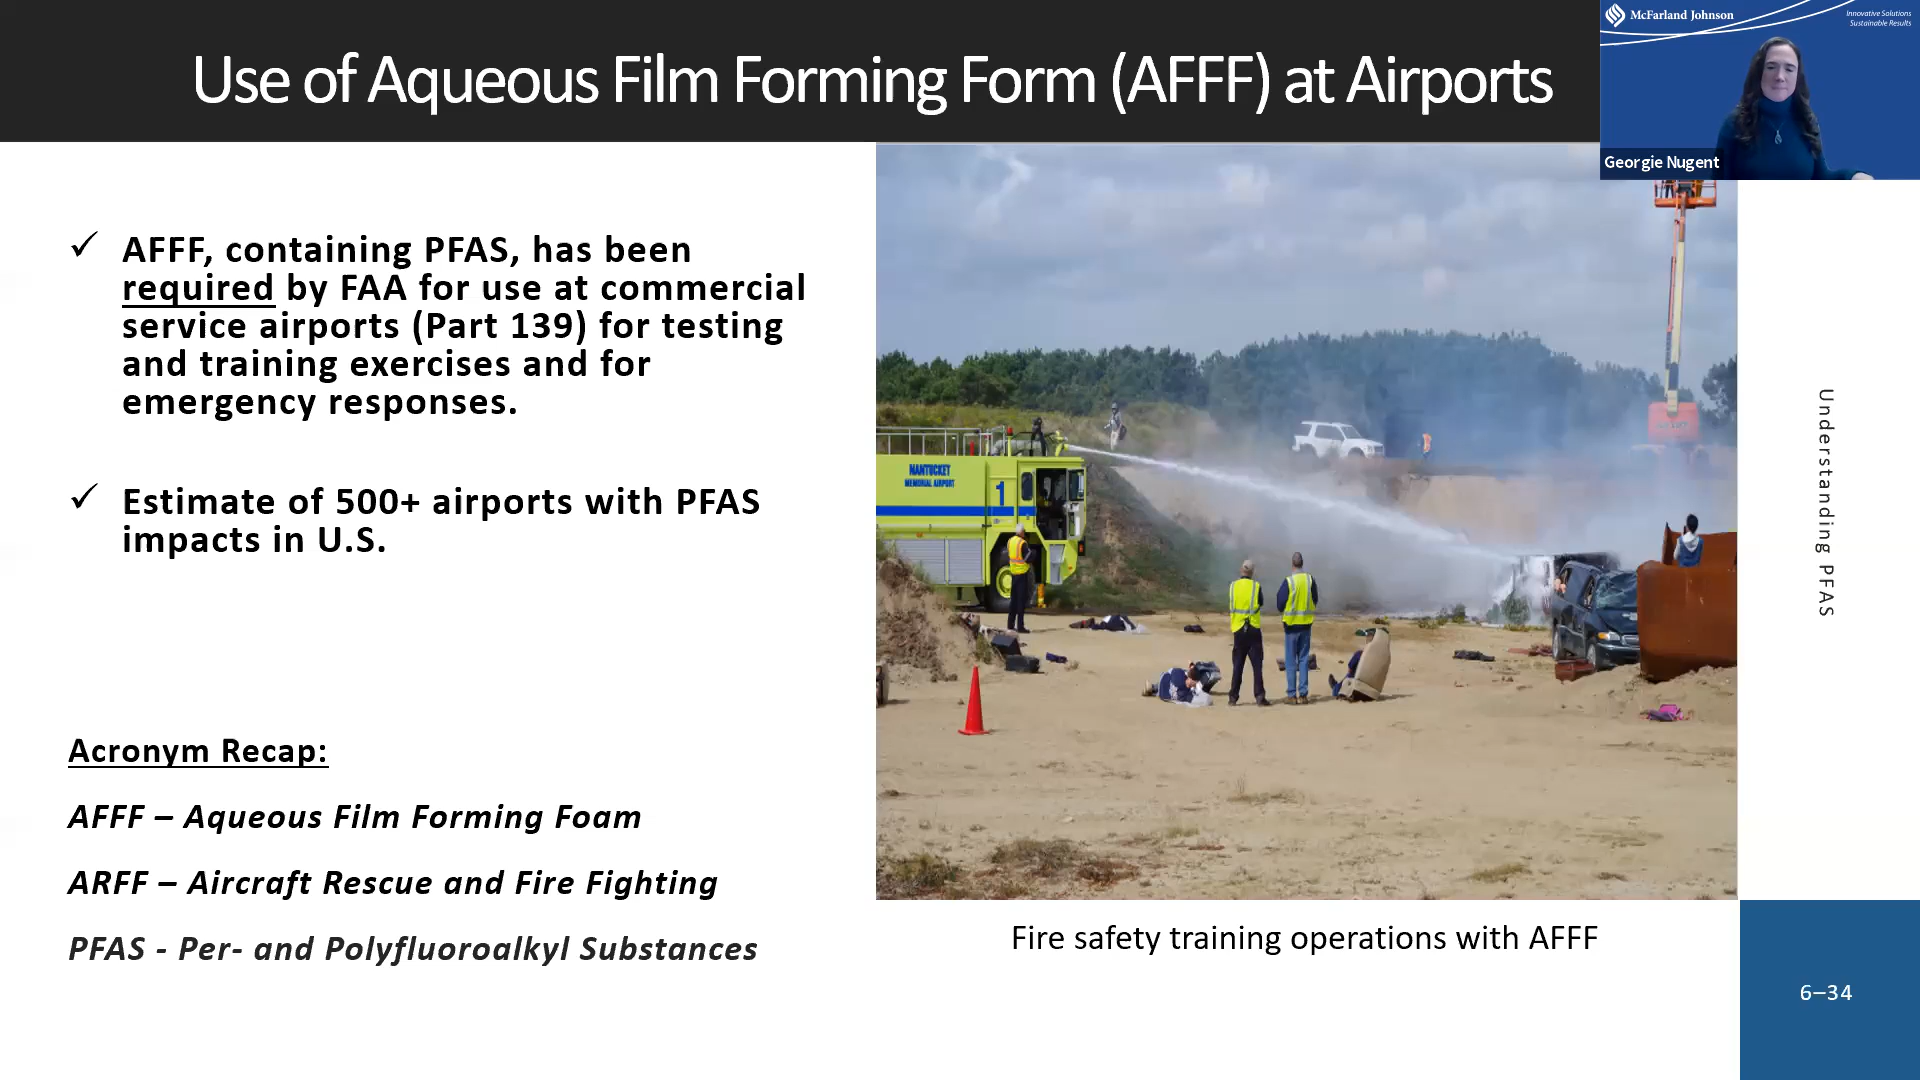 Use of Aqueous Film Forming Form (AFFF) at Airports
McFarland Johnson
Innovative Solutions
Sustainable Results
Georgie Nugent
✓ AFFF, containing PFAS, has been
required by FAA for use at commercial
service airports (Part 139) for testing
and training exercises and for
emergency responses.
✓ Estimate of 500+ airports with PFAS
impacts in U.S.
Acronym Recap:
AFFF – Aqueous Film Forming Foam
ARFF – Aircraft Rescue and Fire Fighting
PFAS - Per- and Polyfluoroalkyl Substances
NANTUCKET
MEMORIAL AIRPORT
1
Fire safety training operations with AFFF
Understanding PFAS
6–34